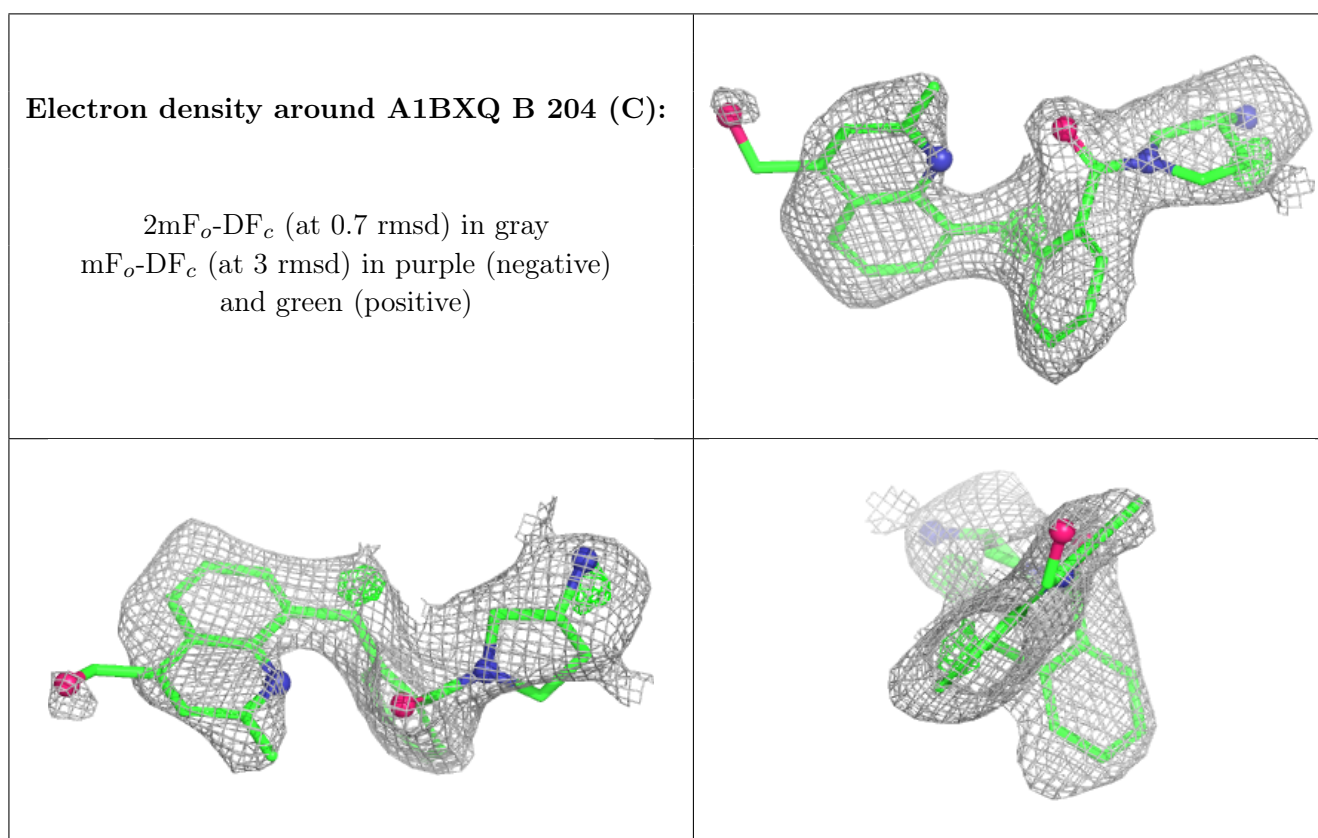 Electron density around A1BXQ B 204 (C):
2mFo-DFc (at 0.7 rmsd) in gray
mFo-DFc (at 3 rmsd) in purple (negative)
and green (positive)